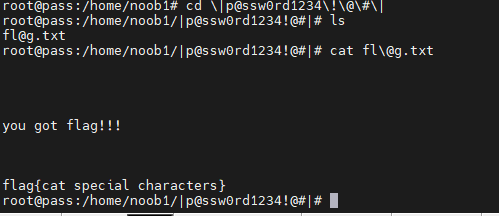 root@pass:/home/noob1# cd \|p@ssw0rd1234\!\@\#\|
root@pass:/home/noob1/|p@ssw0rd1234!@#|# ls
fl@g.txt
root@pass:/home/noob1/|p@ssw0rd1234!@#|# cat fl\@g.txt
you got flag!!!
flag{cat special characters}
root@pass:/home/noob1/|p@ssw0rd1234!@#|#